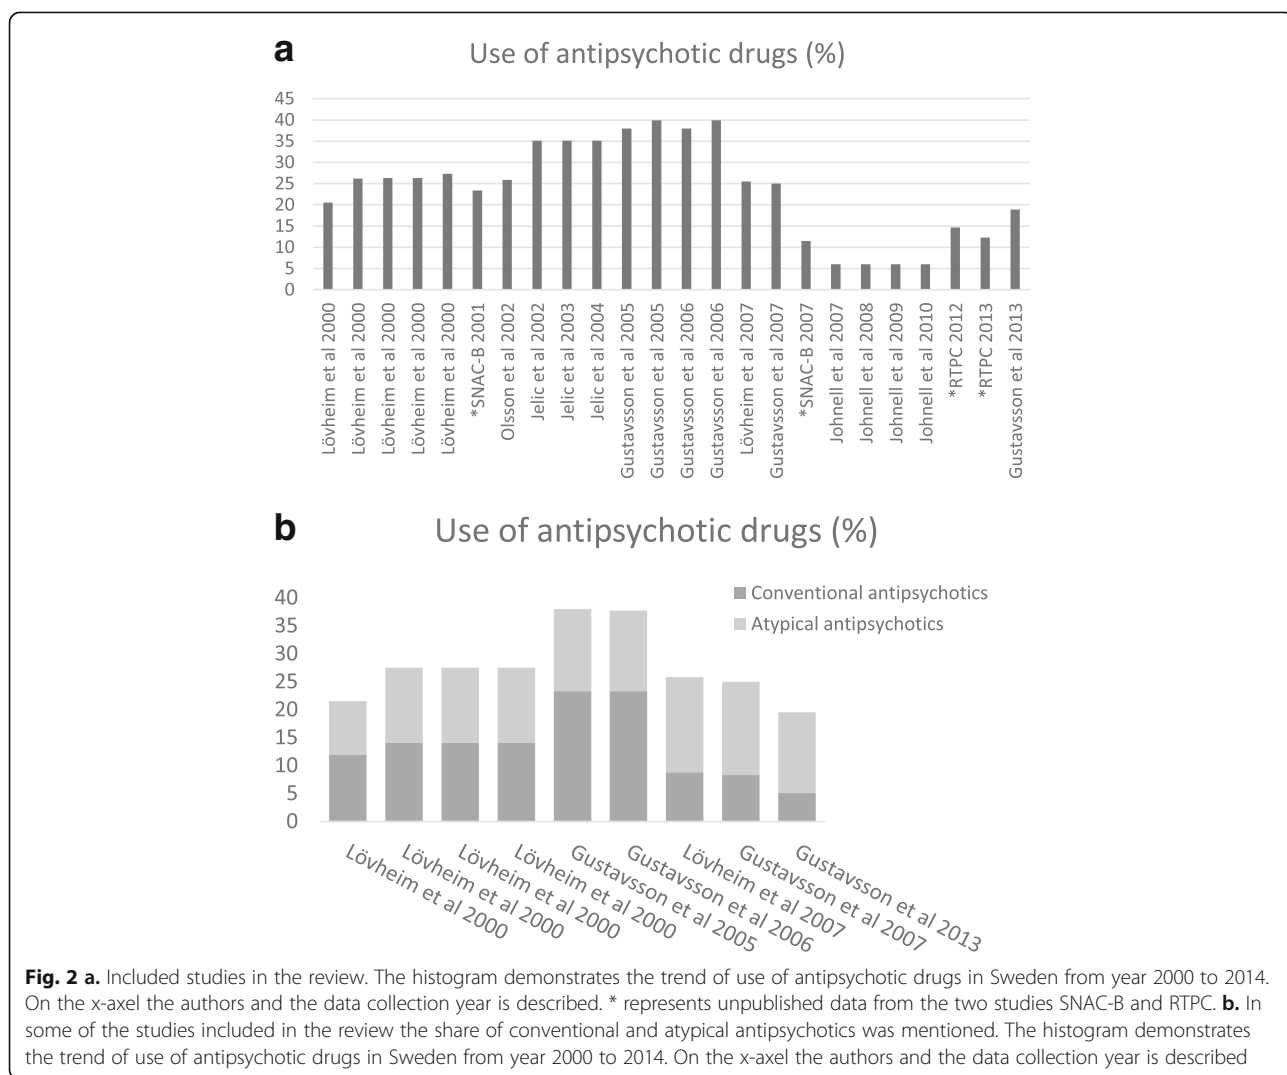 a
Use of antipsychotic drugs (%)
45
40
35
30
25
20
15
10
5
0
Lövheim et al 2000
Lövheim et al 2000
Lövheim et al 2000
Lövheim et al 2000
Lövheim et al 2000
*SNAC-B 2001
Olsson et al 2002
Jelic et al 2002
Jelic et al 2003
Jelic et al 2004
Gustavsson et al 2005
Gustavsson et al 2005
Gustavsson et al 2006
Gustavsson et al 2006
Lövheim et al 2007
Gustavsson et al 2007
*SNAC-B 2007
Johnell et al 2007
Johnell et al 2008
Johnell et al 2009
Johnell et al 2010
*RTPC 2012
*RTPC 2013
Gustavsson et al 2013
b
Use of antipsychotic drugs (%)
Conventional antipsychotics
Atypical antipsychotics
40
35
30
25
20
15
10
5
0
Lövheim et al 2000
Lövheim et al 2000
Lövheim et al 2000
Lövheim et al 2000
Gustavsson et al 2005
Gustavsson et al 2006
Lövheim et al 2007
Gustavsson et al 2007
Gustavsson et al 2013
Fig. 2 a. Included studies in the review. The histogram demonstrates the trend of use of antipsychotic drugs in Sweden from year 2000 to 2014.
On the x-axel the authors and the data collection year is described. * represents unpublished data from the two studies SNAC-B and RTPC. b. In
some of the studies included in the review the share of conventional and atypical antipsychotics was mentioned. The histogram demonstrates
the trend of use of antipsychotic drugs in Sweden from year 2000 to 2014. On the x-axel the authors and the data collection year is described